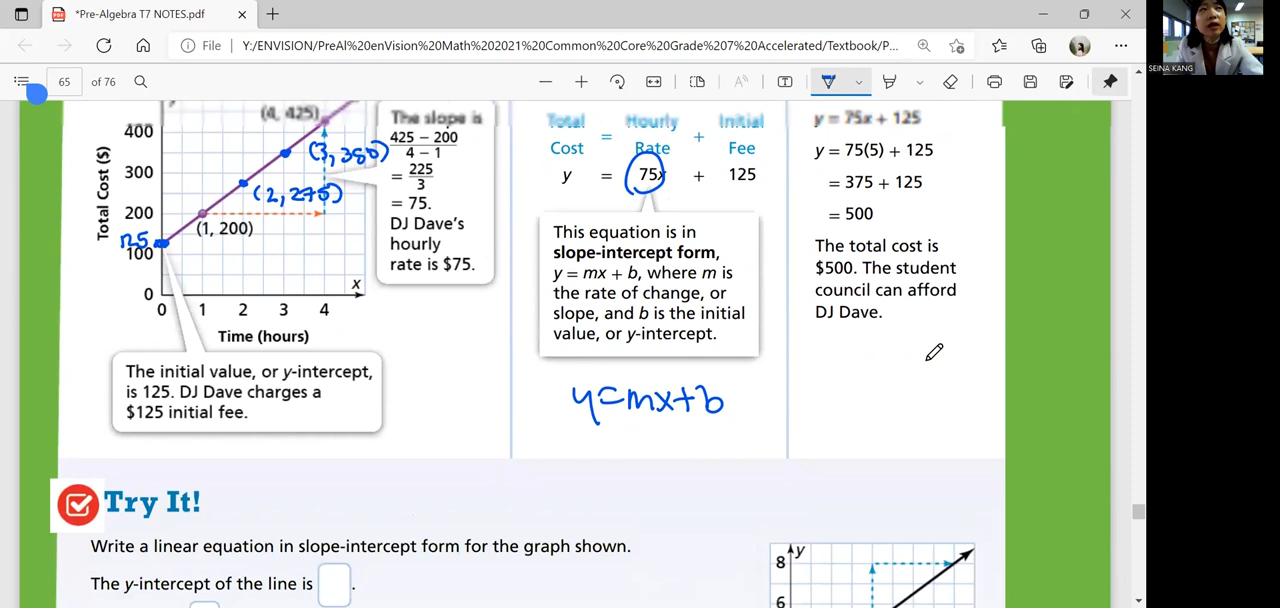 *Pre-Algebra T7 NOTES.pdf
File
Y:/ENVISION/PreAl%20enVision%20Math%202021%20Common%20Core%20Grade%207%20Accelerated/Textbook/P...
SEINA KANG
65 of 76
y
(4, 425)
400
300
200
100
0
125
(3, 350)
(2, 275)
(1, 200)
x
0 1 2 3 4
Total Cost ($)
Time (hours)
The initial value, or y-intercept,
is 125. DJ Dave charges a
$125 initial fee.
The slope is
425 − 200
4 − 1
= 225
3
= 75.
DJ Dave's
hourly
rate is $75.
Total Hourly Initial
Cost = Rate + Fee
y = 75x + 125
This equation is in
slope-intercept form,
y = mx + b, where m is
the rate of change, or
slope, and b is the initial
value, or y-intercept.
y=mx+b
y = 75x + 125
y = 75(5) + 125
= 375 + 125
= 500
The total cost is
$500. The student
council can afford
DJ Dave.
Try It!
Write a linear equation in slope-intercept form for the graph shown.
The y-intercept of the line is .
y
8
6